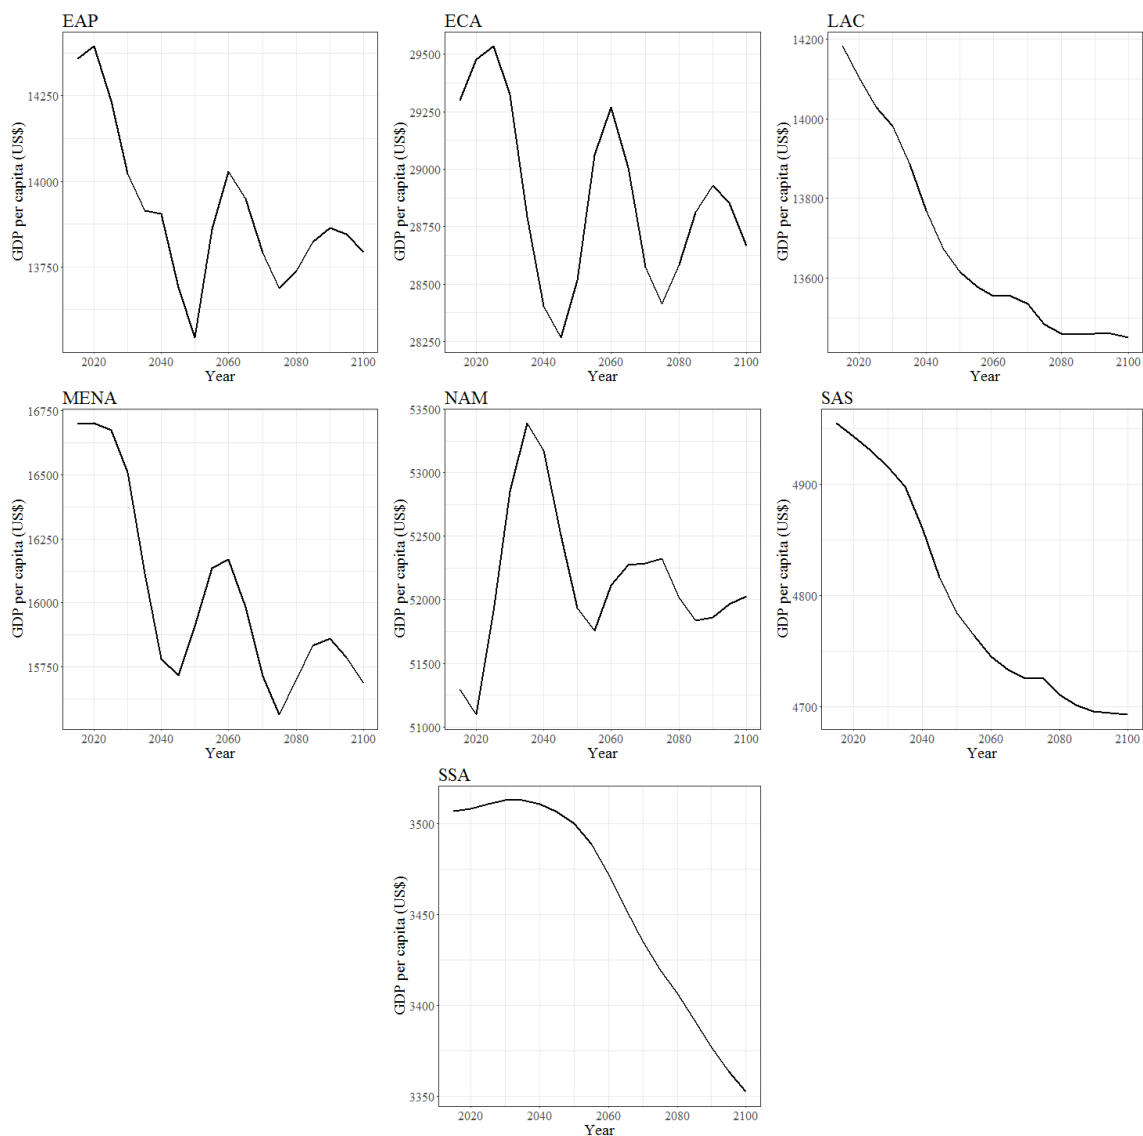 EAP
GDP per capita (US$)
14250
14000
13750
2020 2040 2060 2080 2100
Year
ECA
GDP per capita (US$)
29500
29250
29000
28750
28500
28250
2020 2040 2060 2080 2100
Year
LAC
GDP per capita (US$)
14200
14000
13800
13600
2020 2040 2060 2080 2100
Year
MENA
GDP per capita (US$)
16750
16500
16250
16000
15750
2020 2040 2060 2080 2100
Year
NAM
GDP per capita (US$)
53500
53000
52500
52000
51500
51000
2020 2040 2060 2080 2100
Year
SAS
GDP per capita (US$)
4900
4800
4700
2020 2040 2060 2080 2100
Year
SSA
GDP per capita (US$)
3500
3450
3400
3350
2020 2040 2060 2080 2100
Year